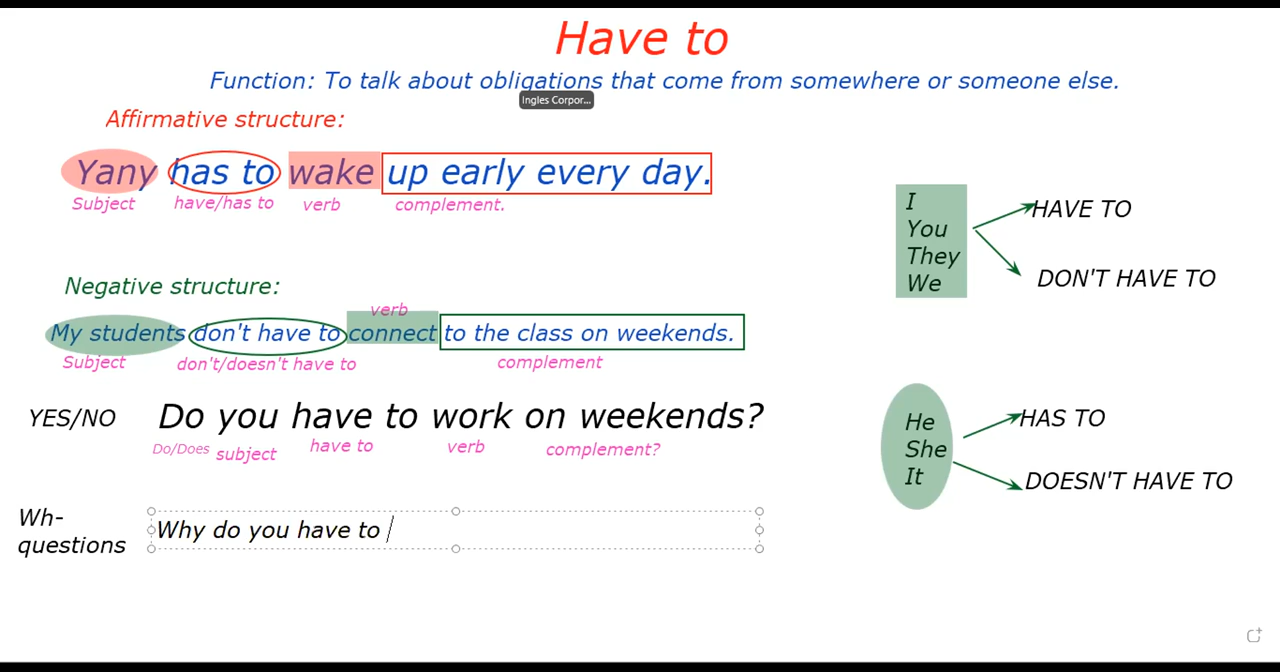 Have to
Function: To talk about obligations that come from somewhere or someone else.
Ingles Corpor...
Affirmative structure:
Yany has to wake up early every day.
Subject have/has to verb complement.
I
You
They
We
HAVE TO
DON'T HAVE TO
Negative structure:
verb
My students don't have to connect to the class on weekends.
Subject don't/doesn't have to complement
YES/NO Do you have to work on weekends?
Do/Does subject have to verb complement?
He
She
It
HAS TO
DOESN'T HAVE TO
Wh-
questions
Why do you have to